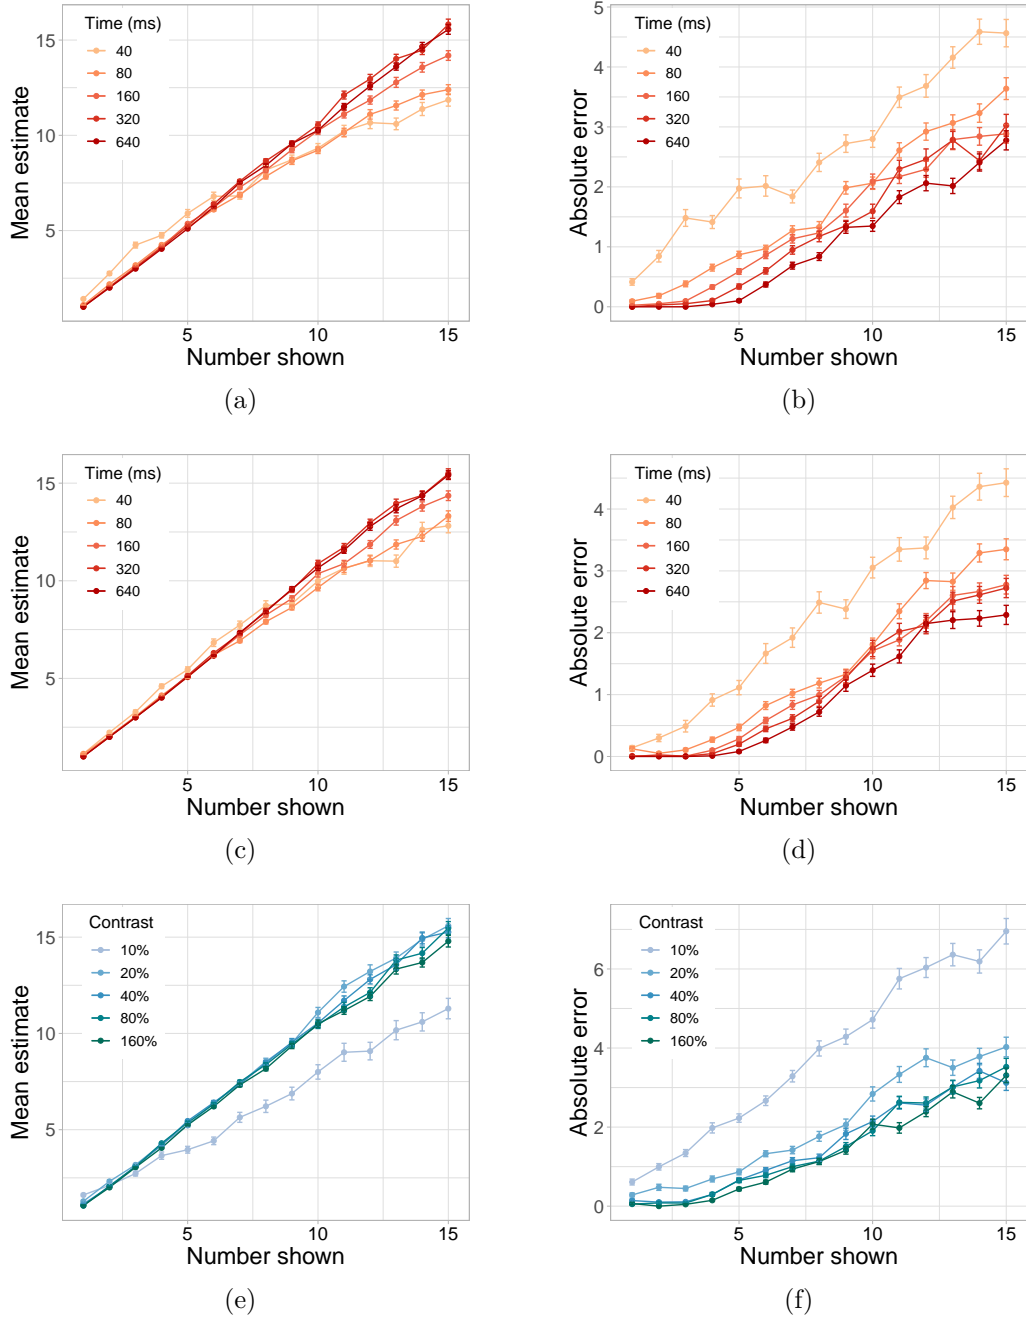 Time (ms)
40
80
160
320
640
Mean estimate
15
10
5
5 10 15
Number shown
(a)
Time (ms)
40
80
160
320
640
Absolute error
5
4
3
2
1
0
5 10 15
Number shown
(b)
Time (ms)
40
80
160
320
640
Mean estimate
15
10
5
5 10 15
Number shown
(c)
Time (ms)
40
80
160
320
640
Absolute error
4
3
2
1
0
5 10 15
Number shown
(d)
Contrast
10%
20%
40%
80%
160%
Mean estimate
15
10
5
5 10 15
Number shown
(e)
Contrast
10%
20%
40%
80%
160%
Absolute error
6
4
2
0
5 10 15
Number shown
(f)